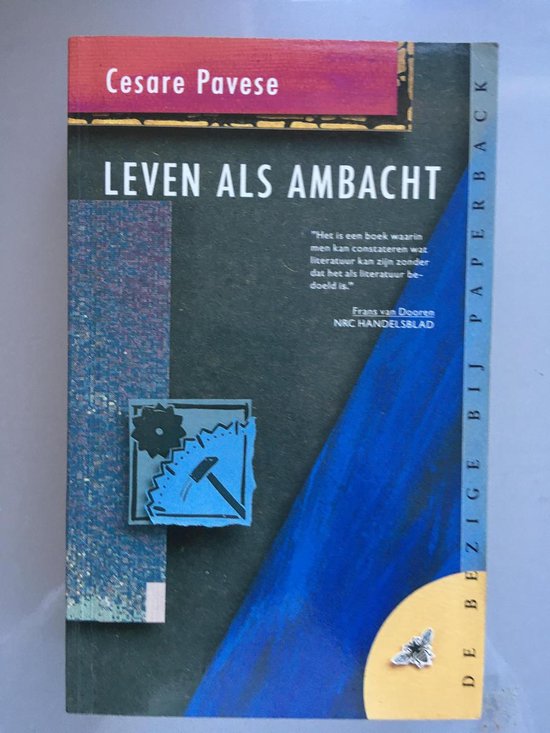 Cesare Pavese
LEVEN ALS AMBACHT
"Het is een boek waarin
men kan constateren wat
literatuur kan zijn zonder
dat het als literatuur be-
doeld is."
Frans van Dooren
NRC HANDELSBLAD
DE BEZIGE BIJ PAPERBACK